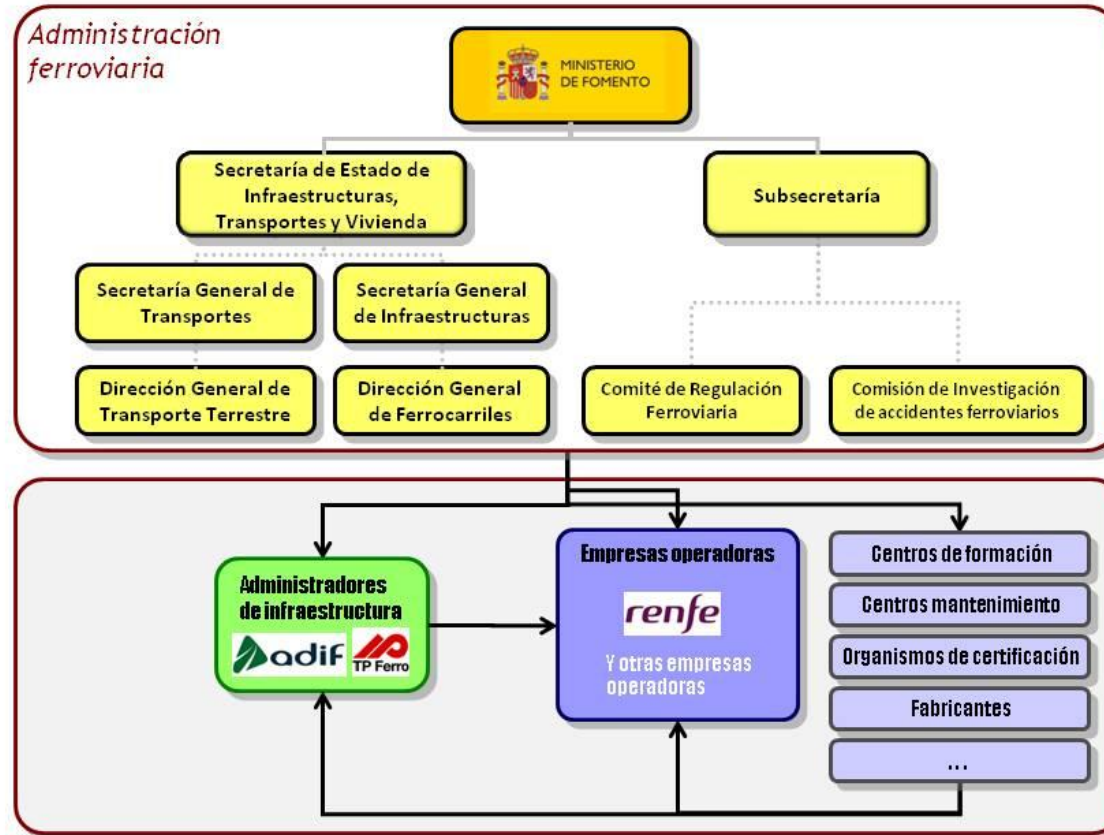 Administración
ferroviaria
MINISTERIO
DE FOMENTO
Secretaría de Estado de
Infraestructuras,
Transportes y Vivienda
Subsecretaría
Secretaría General de
Transportes
Secretaría General
de Infraestructuras
Dirección General de
Transporte Terrestre
Dirección General
de Ferrocarriles
Comité de Regulación
Ferroviaria
Comisión de Investigación
de accidentes ferroviarios
Administradores
de infraestructura
adif
TP Ferro
Empresas operadoras
renfe
Y otras empresas
operadoras
Centros de formación
Centros mantenimiento
Organismos de certificación
Fabricantes
...